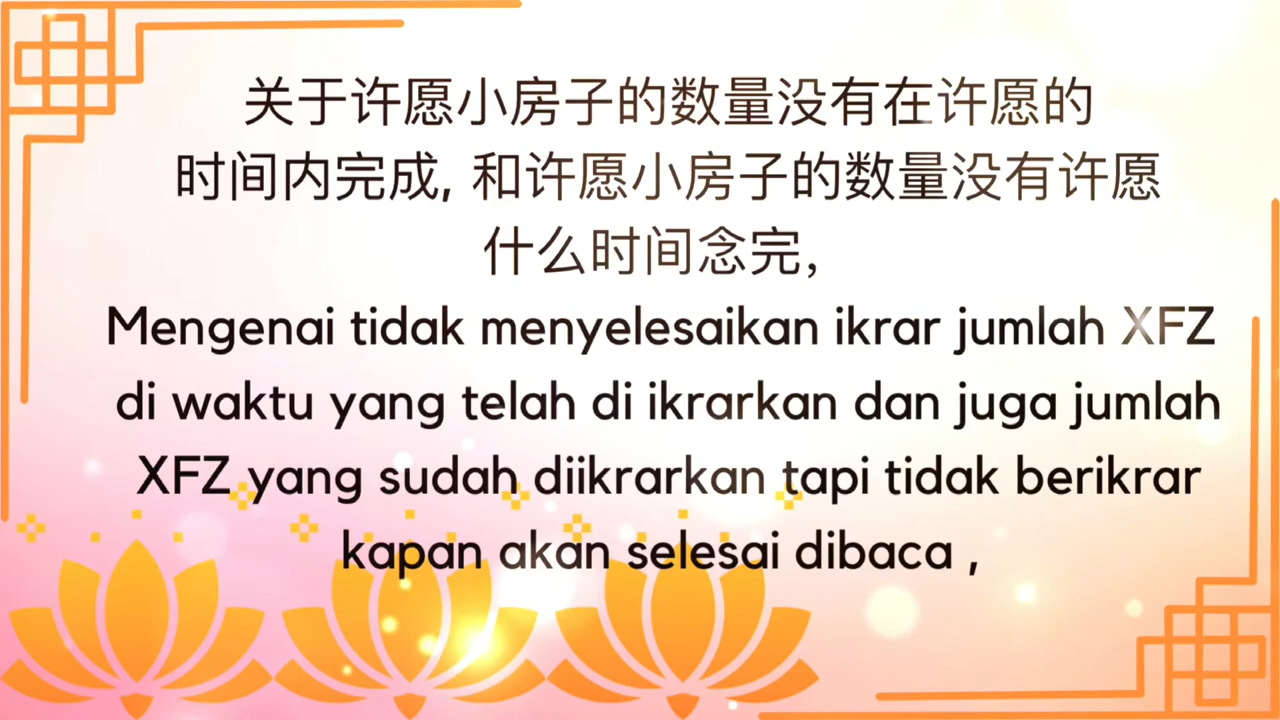 关于许愿小房子的数量没有在许愿的
时间内完成, 和许愿小房子的数量没有许愿
什么时间念完,
Mengenai tidak menyelesaikan ikrar jumlah XFZ
di waktu yang telah di ikrarkan dan juga jumlah
XFZ yang sudah diikrarkan tapi tidak berikrar
kapan akan selesai dibaca ,